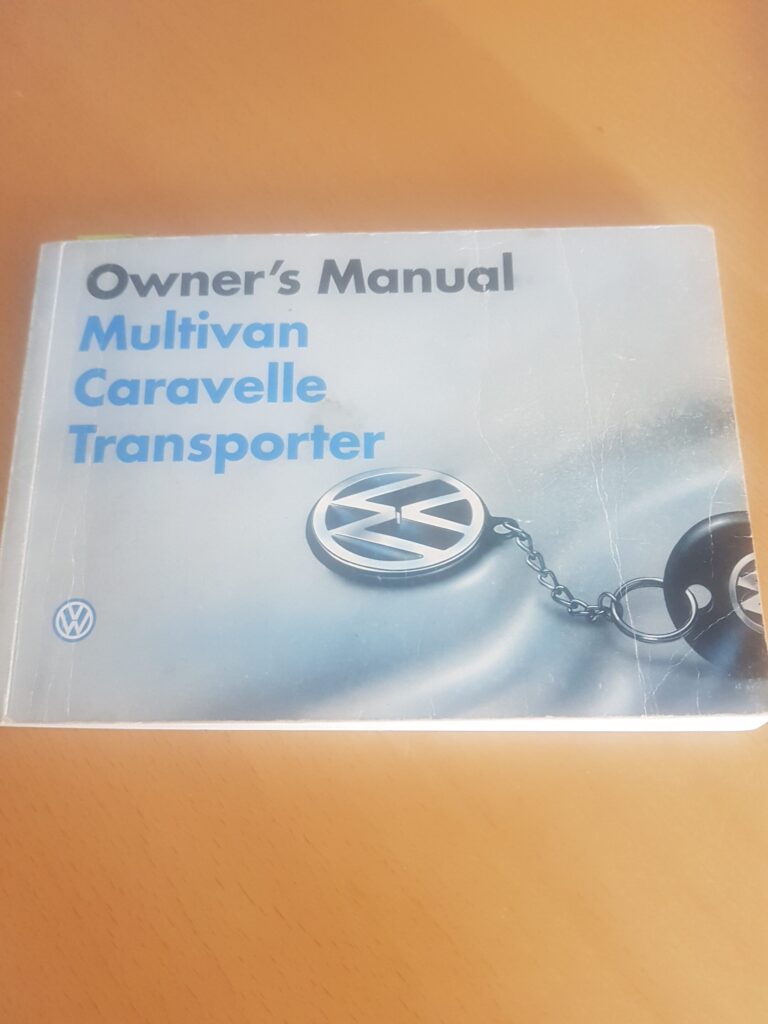 Owner's Manual
Multivan
Caravelle
Transporter